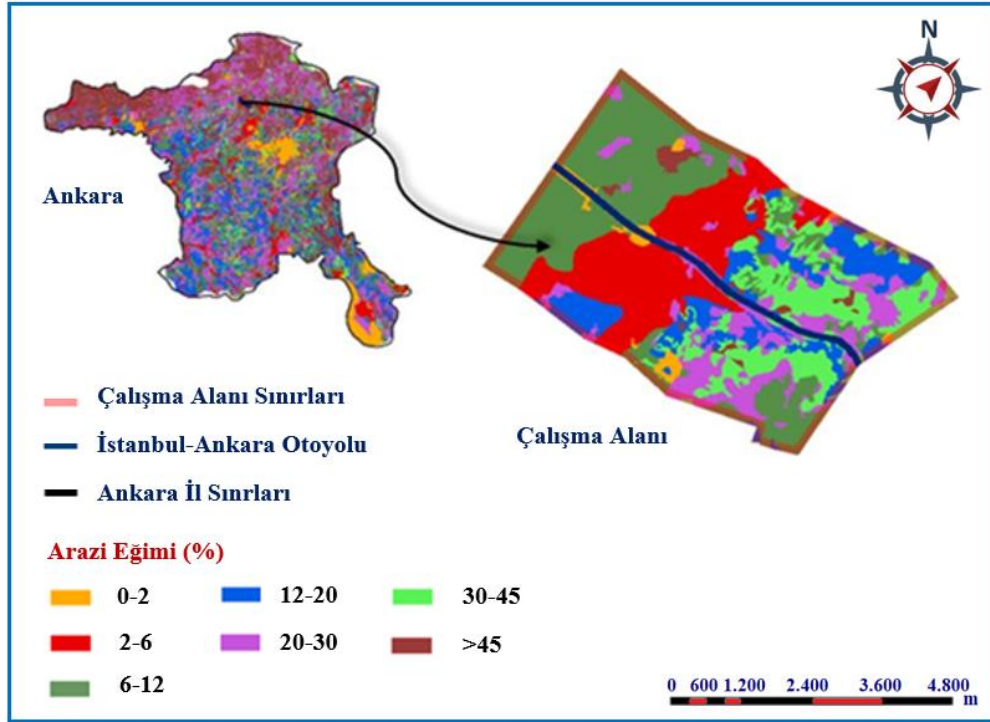 N
Ankara
Çalışma Alanı
Çalışma Alanı Sınırları
İstanbul-Ankara Otoyolu
Ankara İl Sınrları
Arazi Eğimi (%)
0-2
12-20
30-45
2-6
20-30
>45
6-12
0 600 1.200 2.400 3.600 4.800
m